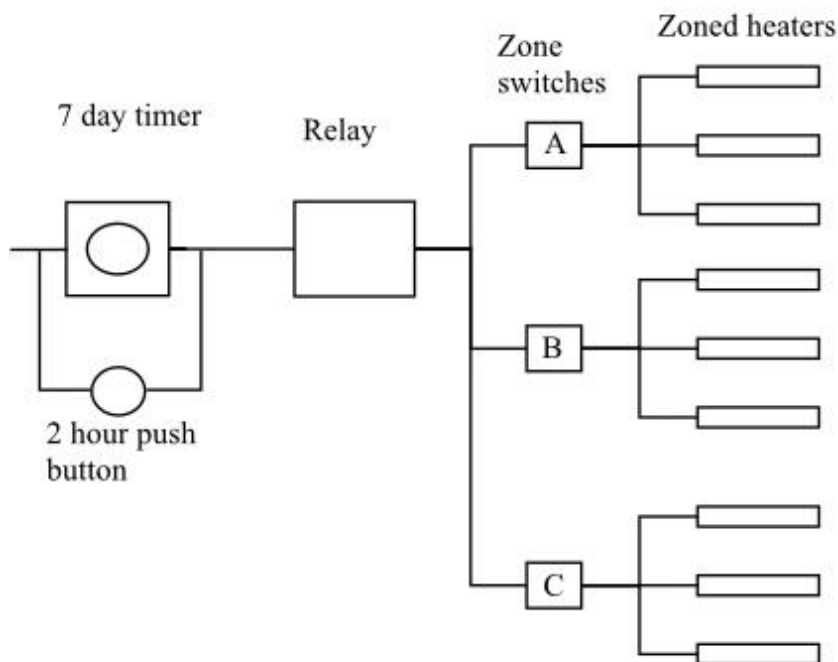 Zoned heaters
Zone
switches
7 day timer
Relay
A
B
2 hour push
button
C